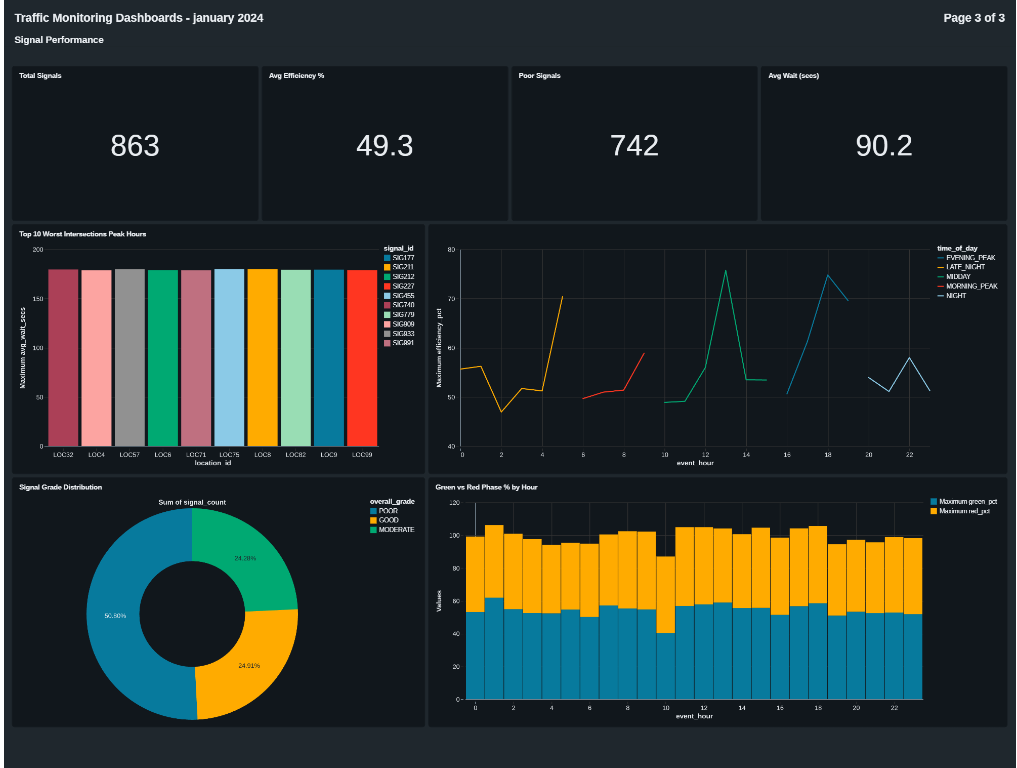 Traffic Monitoring Dashboards - january 2024
Page 3 of 3
Signal Performance
Total Signals
863
Avg Efficiency %
49.3
Poor Signals
742
Avg Wait (sees)
90.2
Top 10 Worst Intersections Peak Hours
Maximum avg_wait_secs
200
150
100
50
0
LOC32 LOC4 LOC57 LOC6 LOC71 LOC75 LOC8 LOC82 LOC9 LOC99
location_id
signal_id
SIG177
SIG211
SIG212
SIG227
SIG455
SIG740
SIG779
SIG909
SIG933
SIG991
Maximum efficiency_pct
80
70
60
50
40
0 2 4 6 8 10 12 14 16 18 20 22
event_hour
time_of_day
EVENING_PEAK
LATE_NIGHT
MIDDAY
MORNING_PEAK
NIGHT
Signal Grade Distribution
Sum of signal_count
24.28%
50.80%
24.91%
overall_grade
POOR
GOOD
MODERATE
Green vs Red Phase % by Hour
Values
120
100
80
60
40
20
0
0 2 4 6 8 10 12 14 16 18 20 22
event_hour
Maximum green_pct
Maximum red_pct